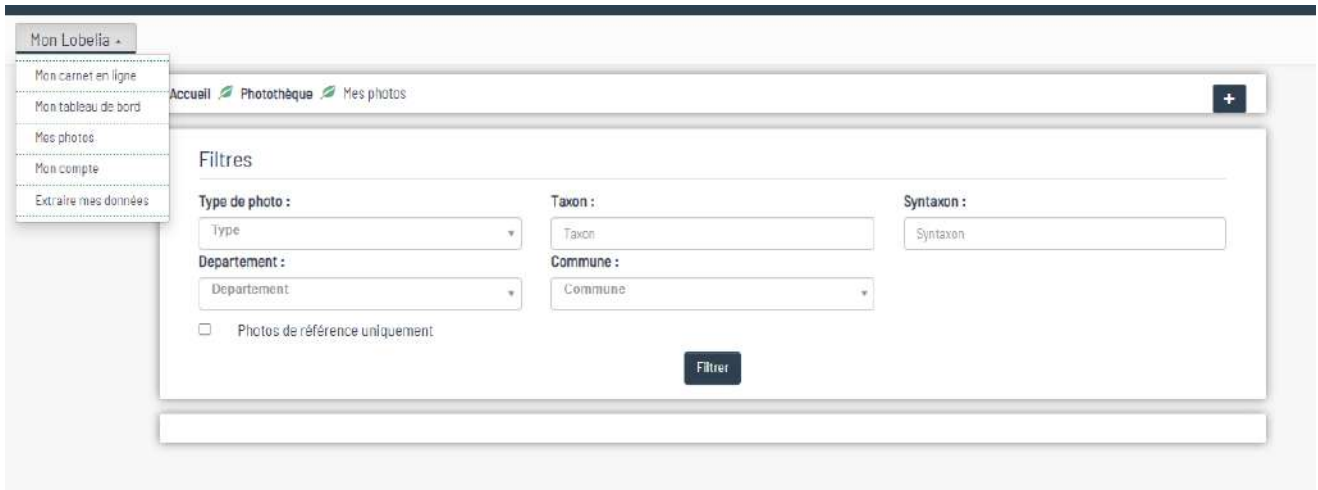 Mon Lobelia
Mon carnet en ligne
Mon tableau de bord
Mes photos
Mon compte
Extraire mes données
Accueil Photothèque Mes photos
+
Filtres
Type de photo : Taxon : Syntaxon :
Type Taxon Syntaxon
Departement : Commune :
Departement Commune
Photos de référence uniquement
Filtrer